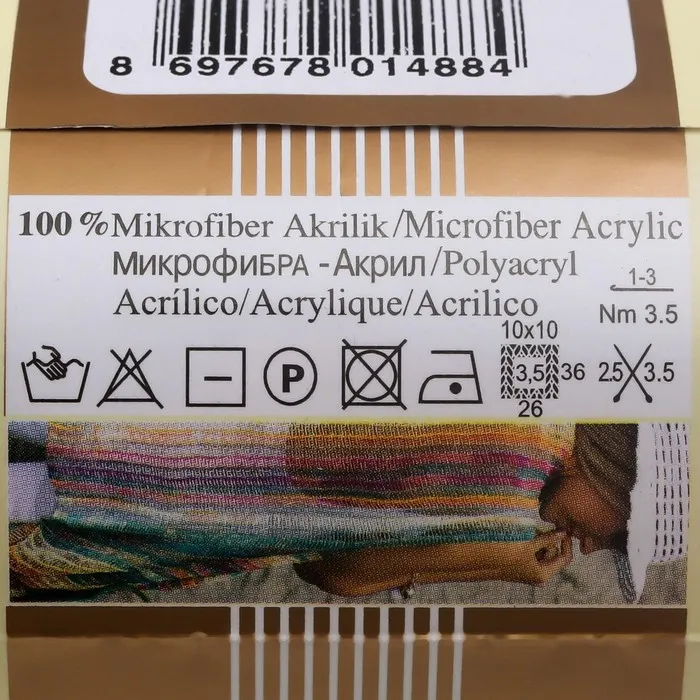 8 697678 014884
100 % Mikrofiber Akrilik/Microfiber Acrylic
МИКРОФИБРА - АКРИЛ/Polyacryl
Acrílico/Acrylique/Acrilico
1-3
Nm 3.5
10x10
P
3,5
36
2.5
3.5
26